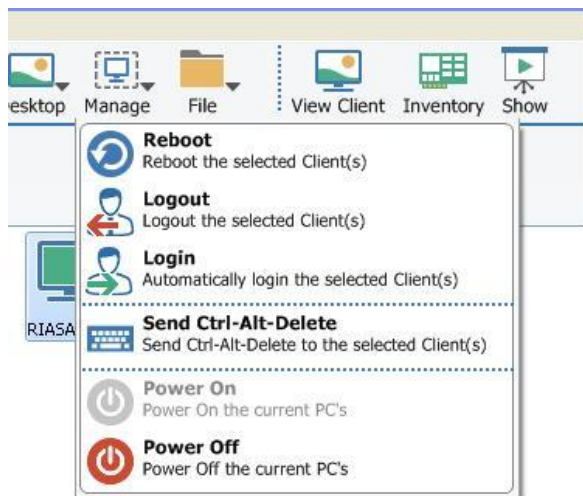 esktop Manage File View Client Inventory Show
Reboot
Reboot the selected Client(s)
Logout
Logout the selected Client(s)
Login
Automatically login the selected Client(s)
RIASA
Send Ctrl-Alt-Delete
Send Ctrl-Alt-Delete to the selected Client(s)
Power On
Power On the current PC's
Power Off
Power Off the current PC's